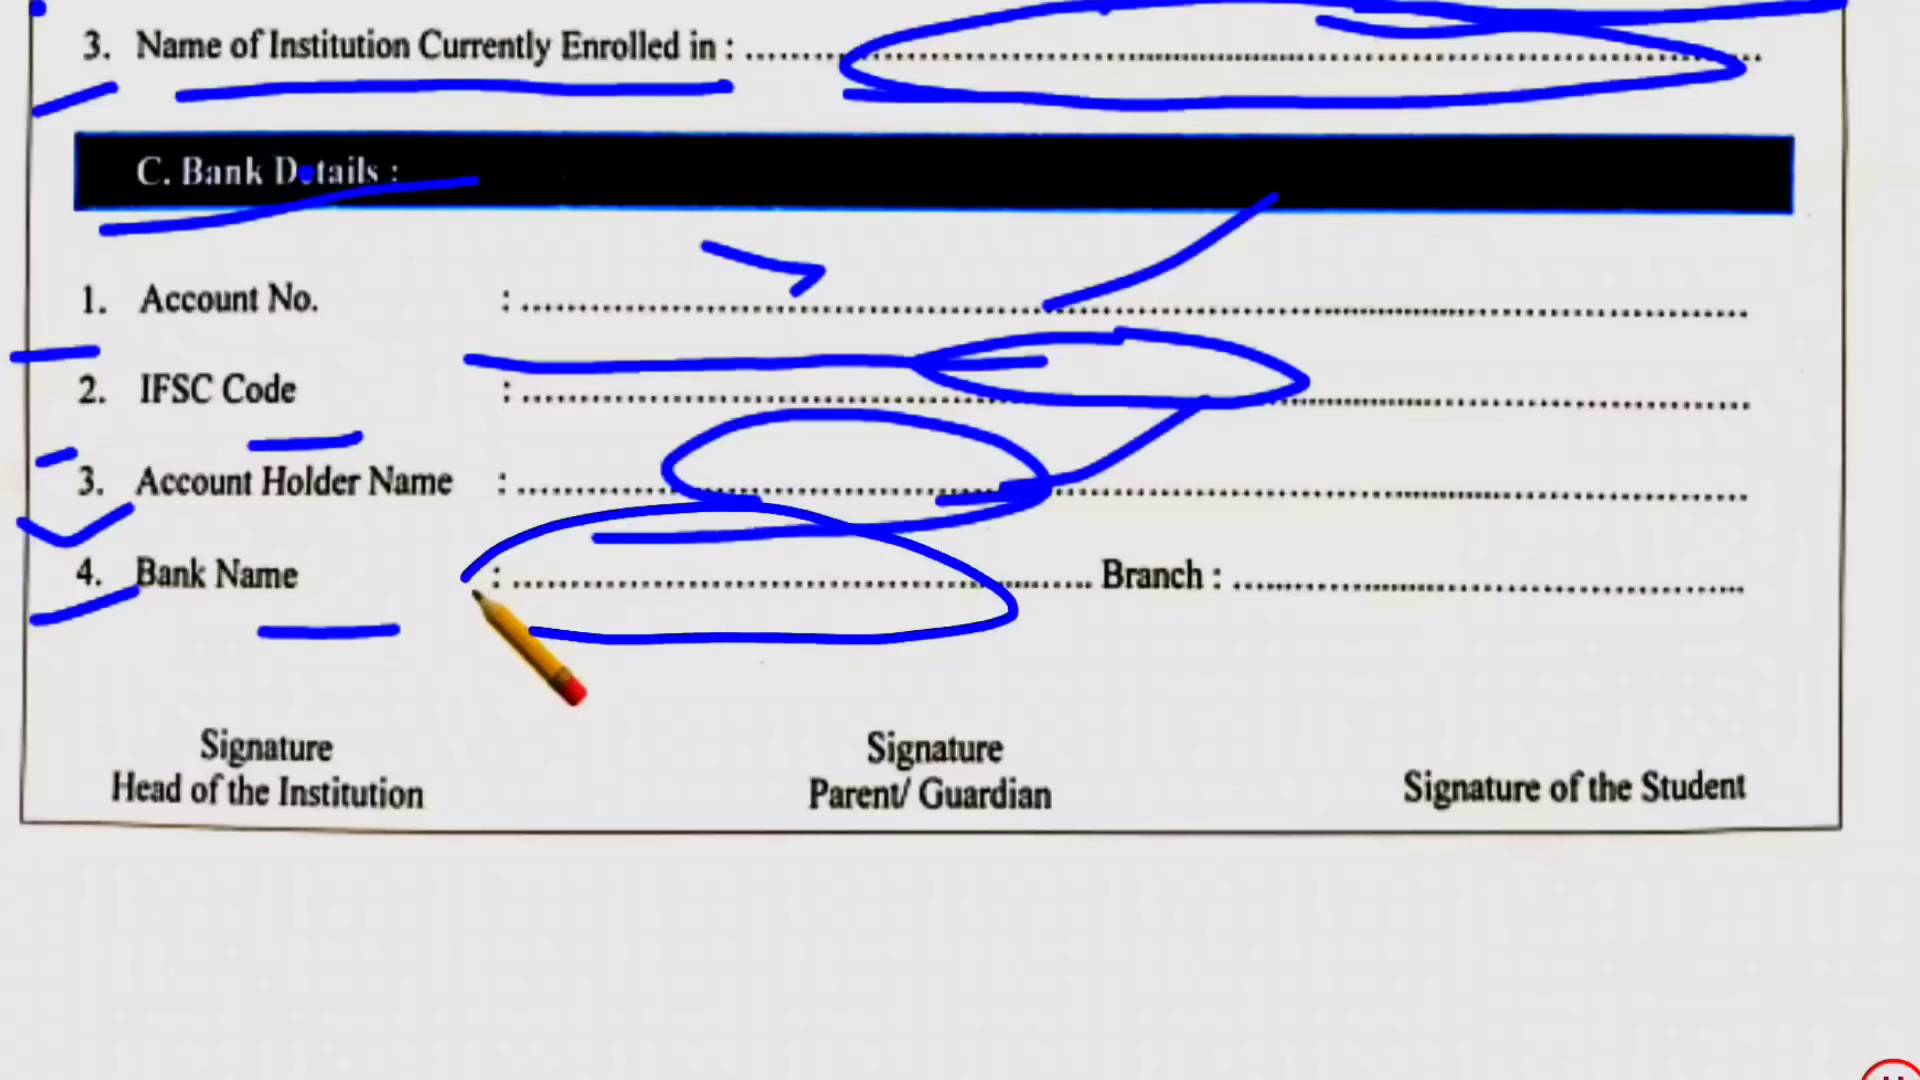 3. Name of Institution Currently Enrolled in : ....................
C. Bank Details :
1. Account No. : ....................
2. IFSC Code : ....................
3. Account Holder Name : ....................
4. Bank Name : .................... Branch : ....................
Signature
Head of the Institution
Signature
Parent/ Guardian
Signature of the Student